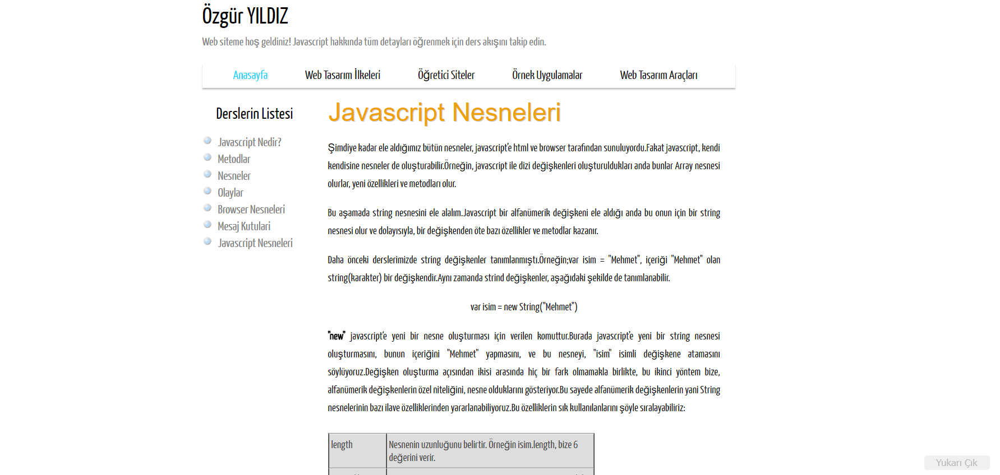 Özgür YILDIZ
Web siteme hoş geldiniz! Javascript hakkında tüm detayları öğrenmek için ders akışını takip edin.
Anasayfa Web Tasarım İlkeleri Öğretici Siteler Örnek Uygulamalar Web Tasarım Araçları
Derslerin Listesi
Javascript Nedir?
Metodlar
Nesneler
Olaylar
Browser Nesneleri
Mesaj Kutulari
Javascript Nesneleri
Javascript Nesneleri
Şimdiye kadar ele aldığımız bütün nesneler, javascript’e html ve browser tarafından sunuluyordu.Fakat javascript, kendi
kendisine nesneler de oluşturabilir.Örneğin, javascript ile dizi değişkenleri oluşturuldukları anda bunlar Array nesnesi
olurlar, yeni özellikleri ve metodları olur.
Bu aşamada string nesnesini ele alalım.Javascript bir alfanümerik değişkeni ele aldığı anda bu onun için bir string
nesnesi olur ve dolayısıyla, bir değişkenden öte bazı özellikler ve metodlar kazanır.
Daha önceki derslerimizde string değişkenler tanımlanmıştı.Örneğin;var isim = "Mehmet", içeriği "Mehmet" olan
string(karakter) bir değişkendir.Aynı zamanda strind değişkenler, aşağıdaki şekilde de tanımlanabilir.
var isim = new String("Mehmet")
"new" javascript‘e yeni bir nesne oluşturması için verilen komuttur.Burada javascript’e yeni bir string nesnesi
oluşturmasını, bunun içeriğini "Mehmet" yapmasını, ve bu nesneyi, "isim" isimli değişkene atamasını
söylüyoruz.Değişken oluşturma açısından ikisi arasında hiç bir fark olmamakla birlikte, bu ikinci yöntem bize,
alfanümerik değişkenlerin özel niteliğini, nesne olduklarını gösteriyor.Bu sayede alfanümerik değişkenlerin yani String
nesnelerinin bazı ilave özelliklerinden yararlanabiliyoruz.Bu özelliklerin sık kullanılanlarını şöyle sıralayabiliriz:
length
Nesnenin uzunluğunu belirtir. Örneğin isim.length, bize 6
değerini verir.
Yukarı Çık